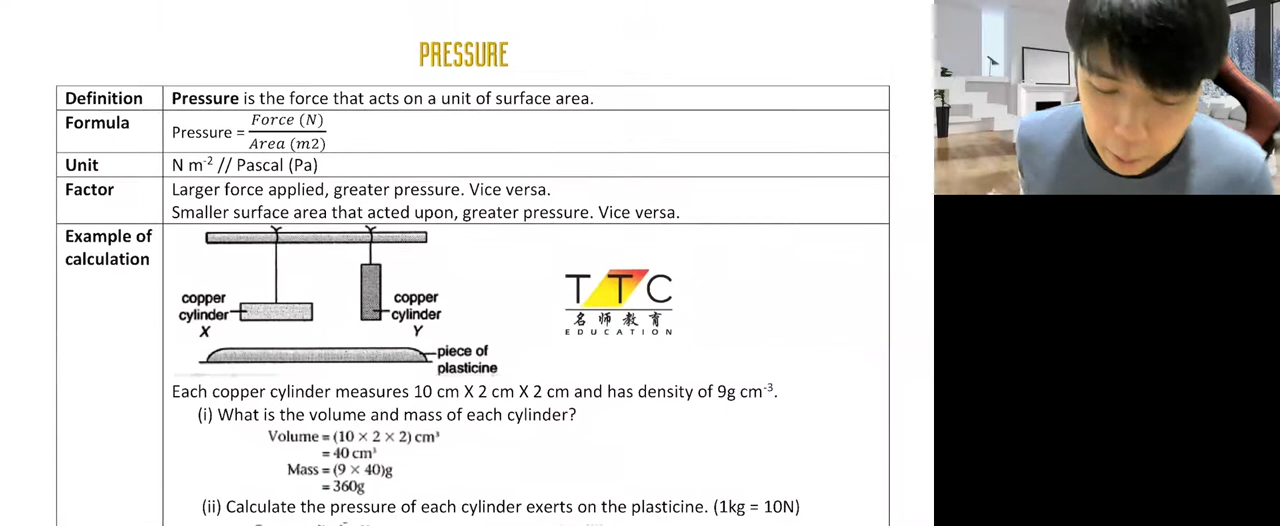 PRESSURE
Definition
Pressure is the force that acts on a unit of surface area.
Formula
Pressure = Force (N)
Area (m2)
Unit
N m⁻² // Pascal (Pa)
Factor
Larger force applied, greater pressure. Vice versa.
Smaller surface area that acted upon, greater pressure. Vice versa.
Example of
calculation
copper
cylinder
X
copper
cylinder
Y
piece of
plasticine
TTC
名师教育
EDUCATION
Each copper cylinder measures 10 cm X 2 cm X 2 cm and has density of 9g cm⁻³.
(i) What is the volume and mass of each cylinder?
Volume = (10 × 2 × 2) cm³
= 40 cm³
Mass = (9 × 40)g
= 360g
(ii) Calculate the pressure of each cylinder exerts on the plasticine. (1kg = 10N)